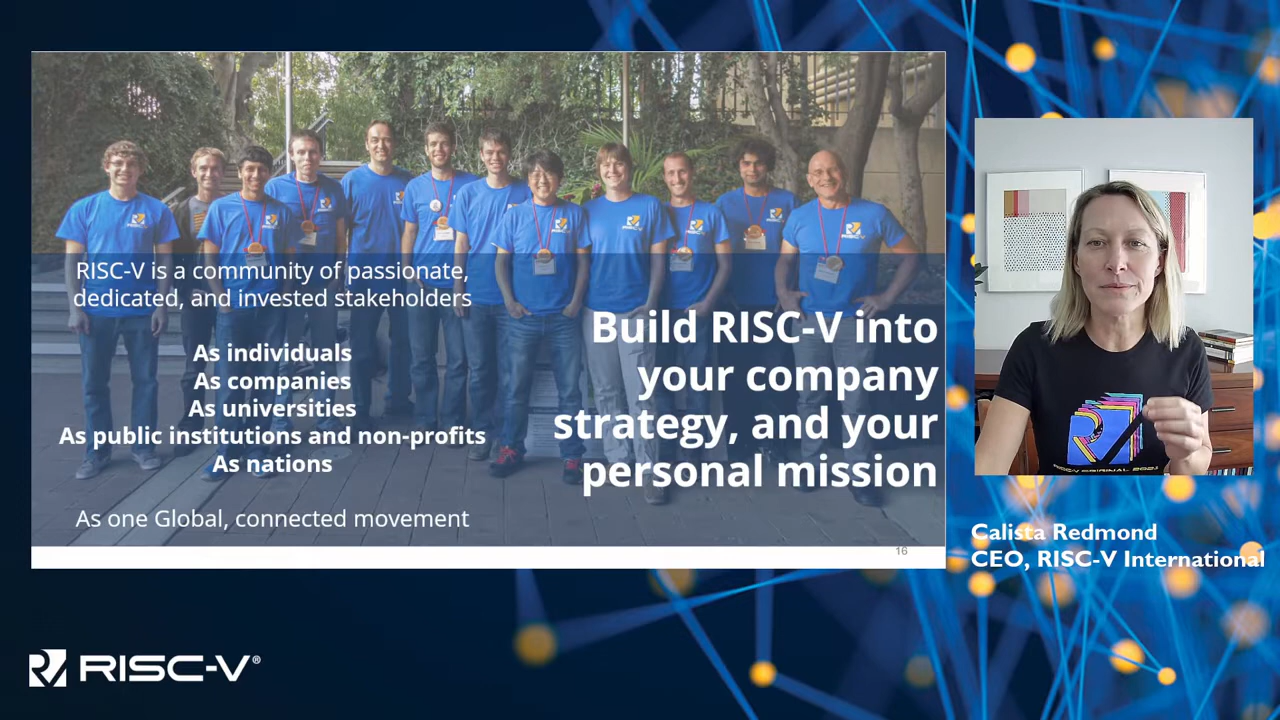 RISC-V is a community of passionate,
dedicated, and invested stakeholders
As individuals
As companies
As universities
As public institutions and non-profits
As nations
As one Global, connected movement
Build RISC-V into
your company
strategy, and your
personal mission
16
Calista Redmond
CEO, RISC-V International
RISC-V®